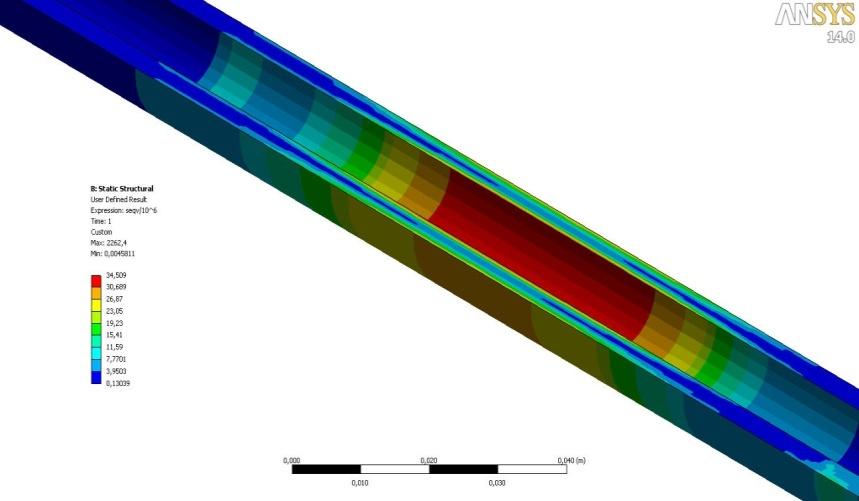 ANSYS
14.0
B: Static Structural
User Defined Result
Expression: seqv/10^6
Time: 1
Custom
Max: 2262,4
Min: 0,0045811
34,509
30,689
26,87
23,05
19,23
15,41
11,59
7,7701
3,9503
0,13039
0,000 0,020 0,040 (m)
0,010 0,030